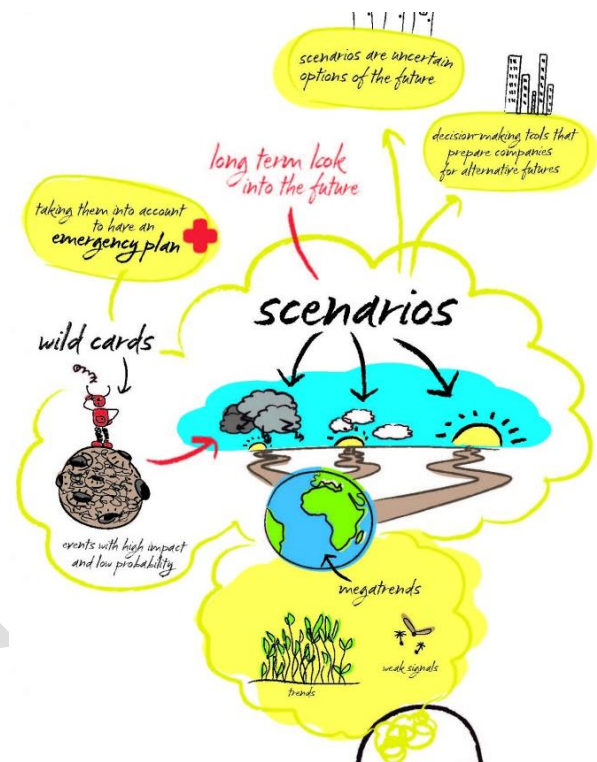 scenarios are uncertain
options of the future
decision-making tools that
prepare companies
for alternative futures
long term look
into the future
taking them into account
to have an
emergency plan
scenarios
wild cards
events with high impact
and low probability
megatrends
trends
weak signals